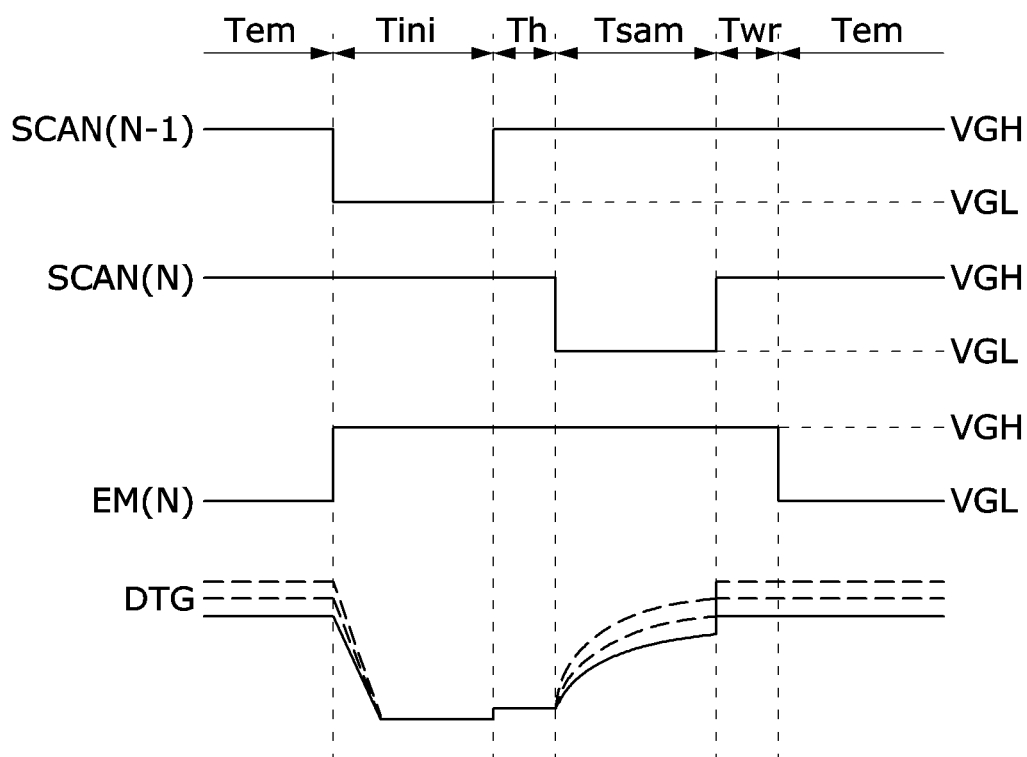 Tem Tini Th Tsam Twr Tem
SCAN(N-1) VGH
VGL
SCAN(N) VGH
VGL
VGH
EM(N) VGL
DTG